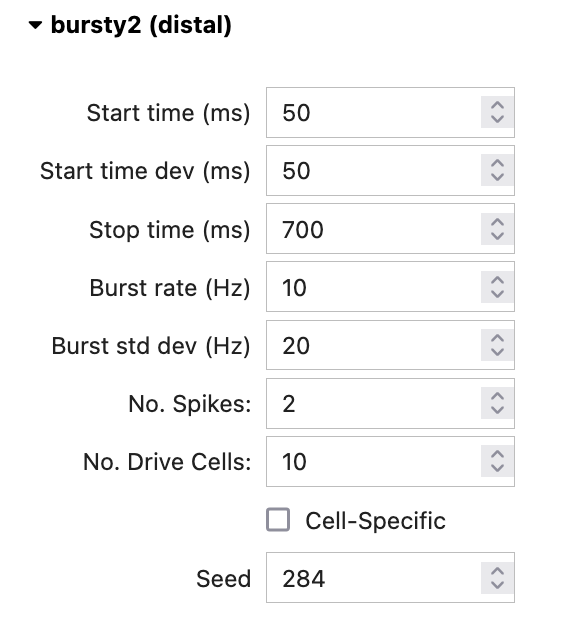 bursty2 (distal)
Start time (ms) 50
Start time dev (ms) 50
Stop time (ms) 700
Burst rate (Hz) 10
Burst std dev (Hz) 20
No. Spikes: 2
No. Drive Cells: 10
Cell-Specific
Seed 284